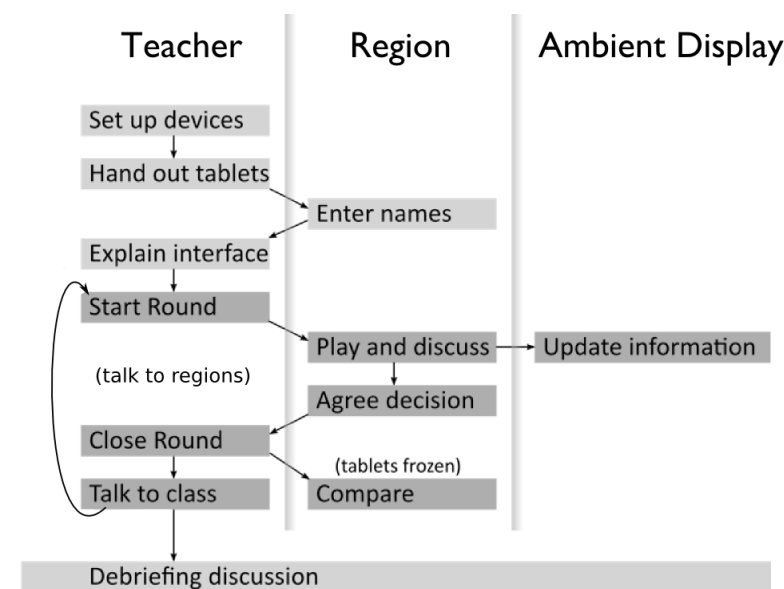 Teacher
Region
Ambient Display
Set up devices
Hand out tablets
Enter names
Explain interface
Start Round
Play and discuss
Update information
(talk to regions)
Agree decision
Close Round
(tablets frozen)
Talk to class
Compare
Debriefing discussion